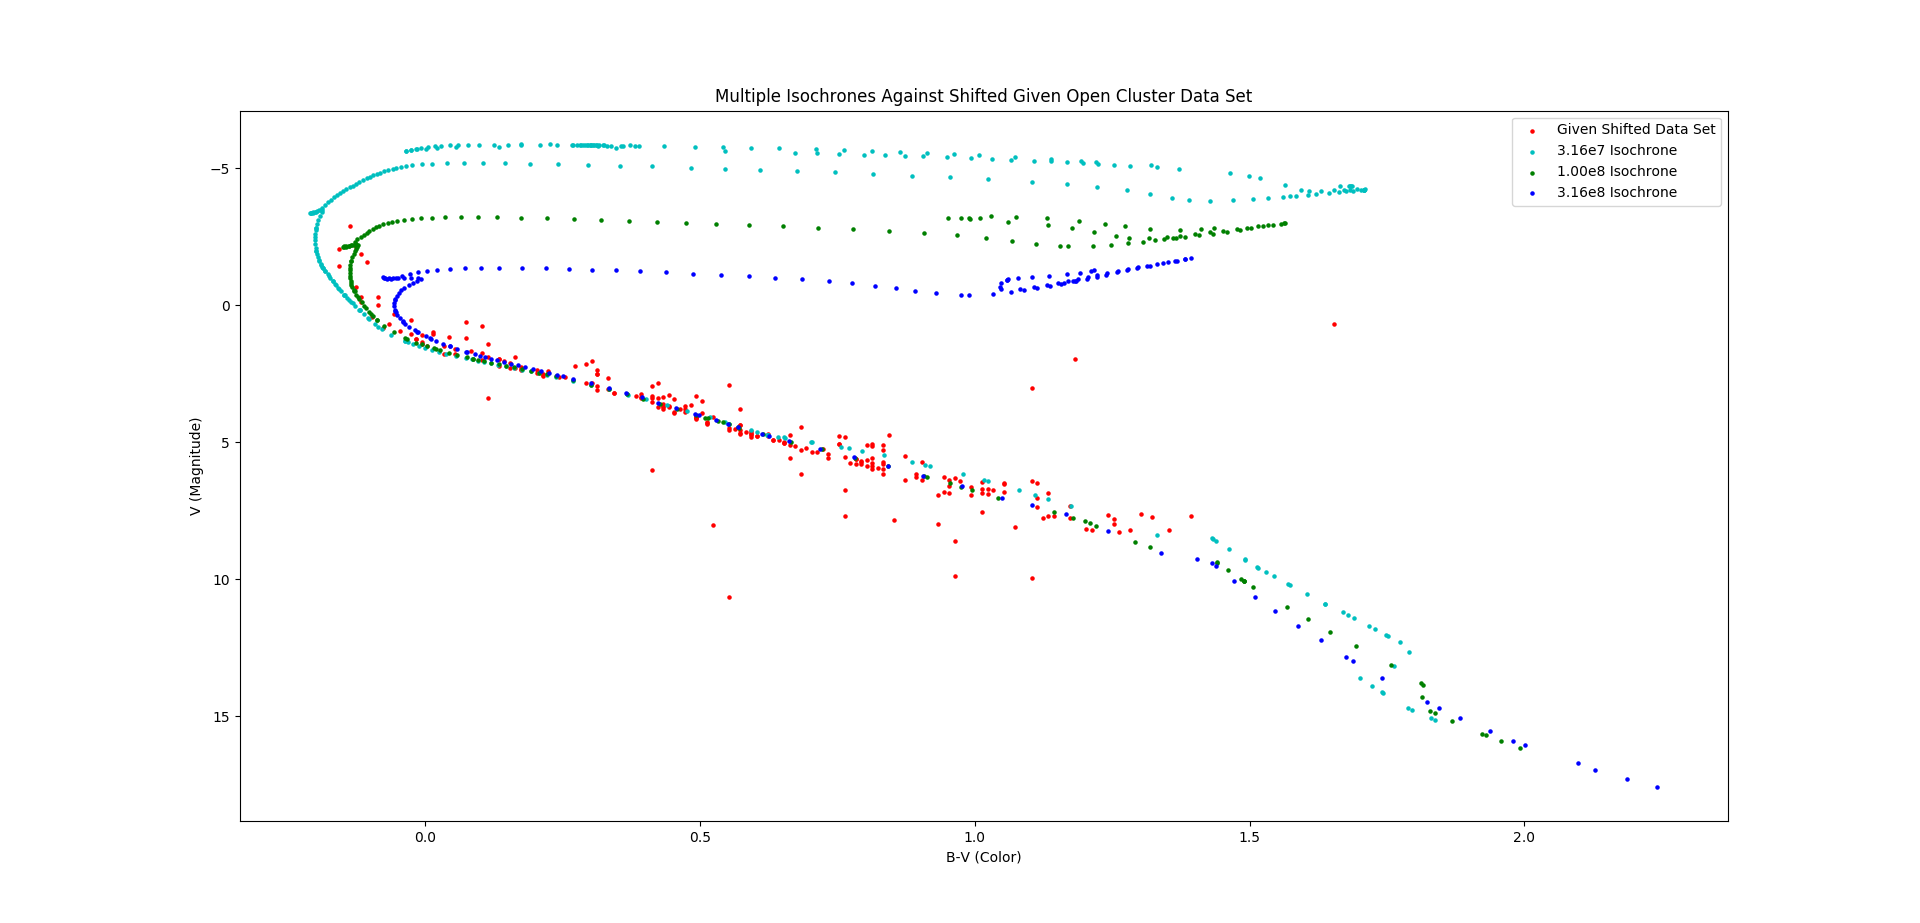 Multiple Isochrones Against Shifted Given Open Cluster Data Set
Given Shifted Data Set
3.16e7 Isochrone
1.00e8 Isochrone
3.16e8 Isochrone
V (Magnitude)
−5
0
5
10
15
0.0
0.5
1.0
1.5
2.0
B-V (Color)